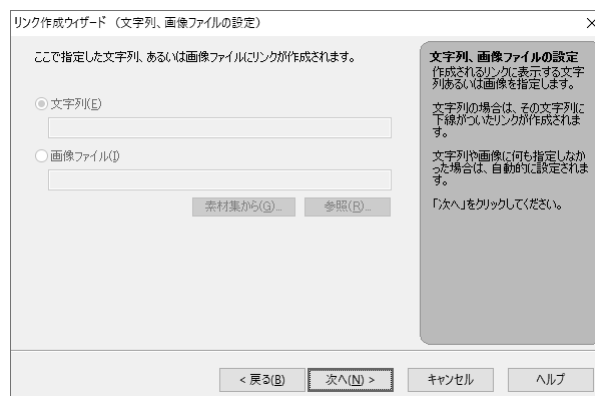 リンク作成ウィザード（文字列、画像ファイルの設定）
×
ここで指定した文字列、あるいは画像ファイルにリンクが作成されます。
文字列(E)
画像ファイル(I)
素材集から(G)...
参照(R)...
文字列、画像ファイルの設定
作成されるリンクに表示する文字
列あるいは画像を指定します。
文字列の場合は、その文字列に
下線がついたリンクが作成されま
す。
文字列や画像に何も指定しなか
った場合は、自動的に設定されま
す。
「次へ」をクリックしてください。
< 戻る(B)
次へ(N) >
キャンセル
ヘルプ